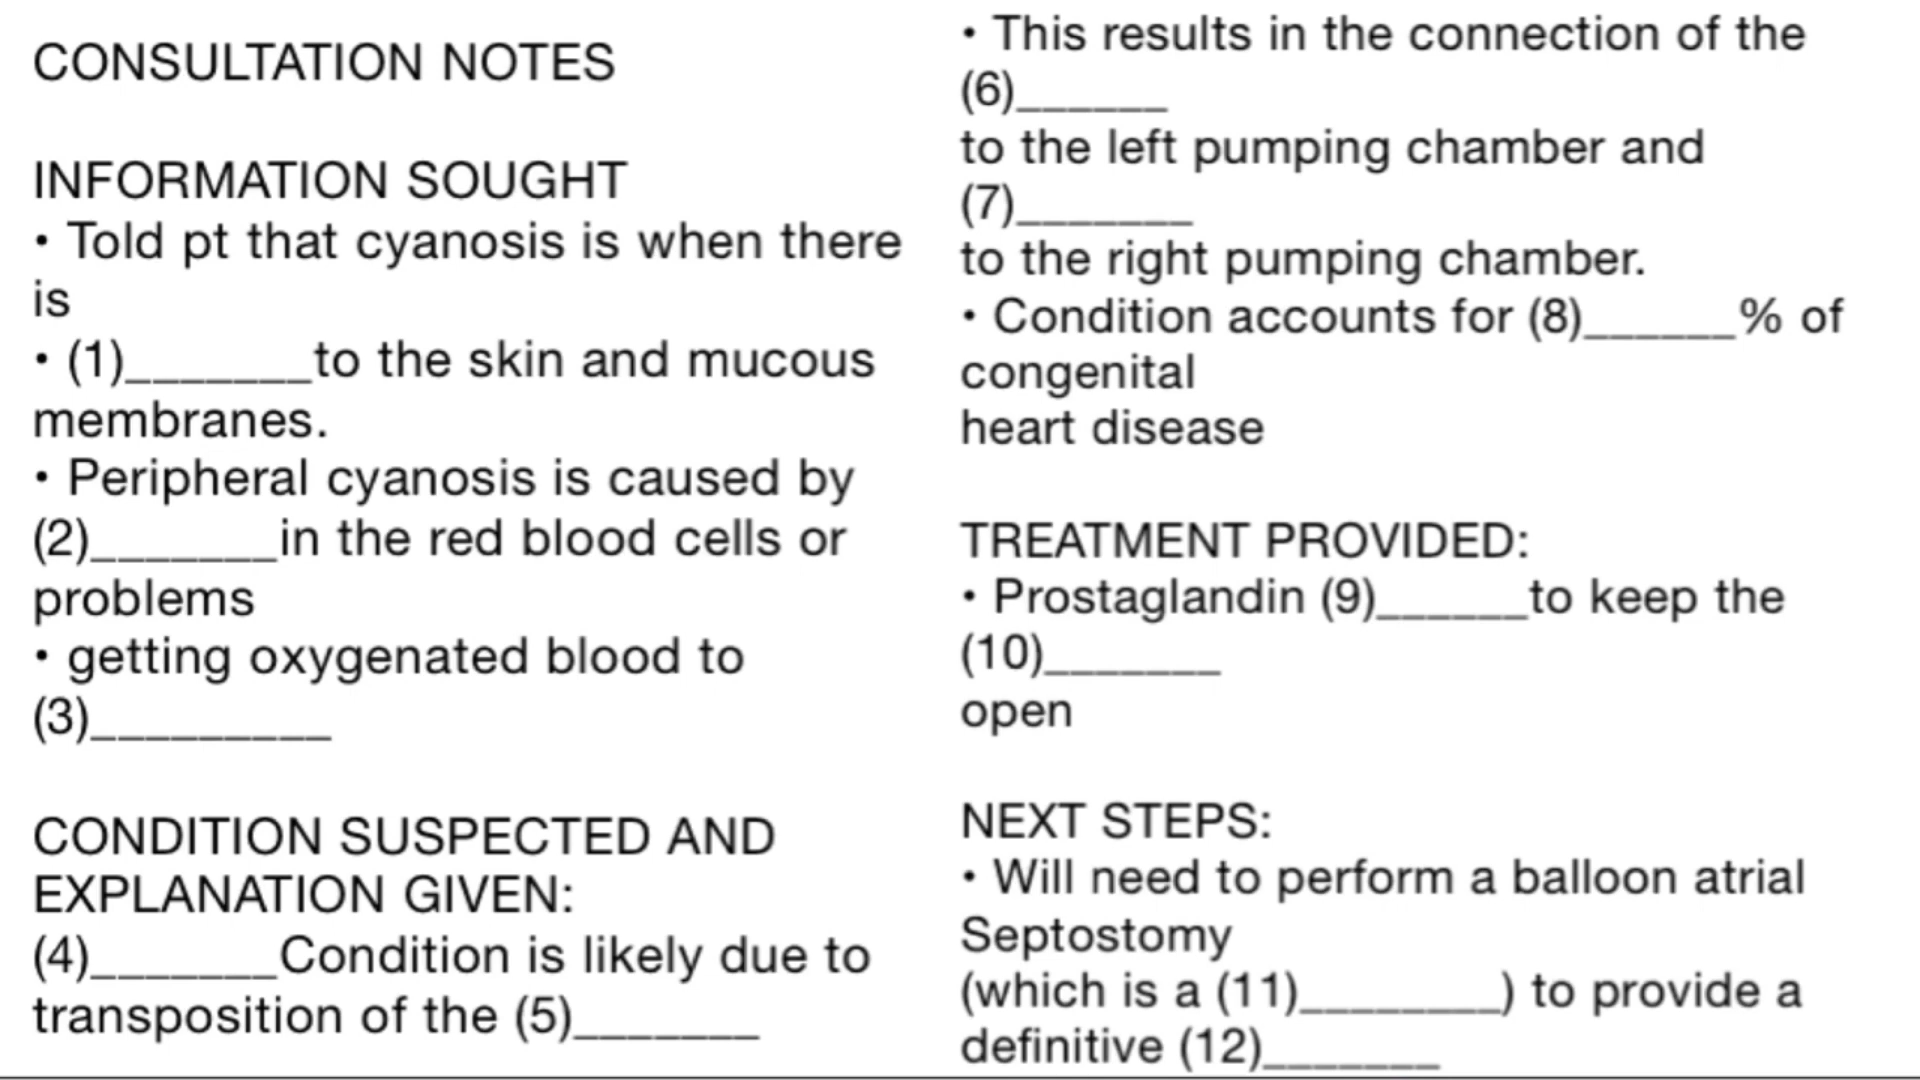 CONSULTATION NOTES
INFORMATION SOUGHT
• Told pt that cyanosis is when there
is
• (1)_______to the skin and mucous
membranes.
• Peripheral cyanosis is caused by
(2)_______in the red blood cells or
problems
• getting oxygenated blood to
(3)_________
CONDITION SUSPECTED AND
EXPLANATION GIVEN:
(4)_______Condition is likely due to
transposition of the (5)_______
• This results in the connection of the
(6)______
to the left pumping chamber and
(7)_______
to the right pumping chamber.
• Condition accounts for (8)______% of
congenital
heart disease
TREATMENT PROVIDED:
• Prostaglandin (9)______to keep the
(10)_______
open
NEXT STEPS:
• Will need to perform a balloon atrial
Septostomy
(which is a (11)________) to provide a
definitive (12)_______